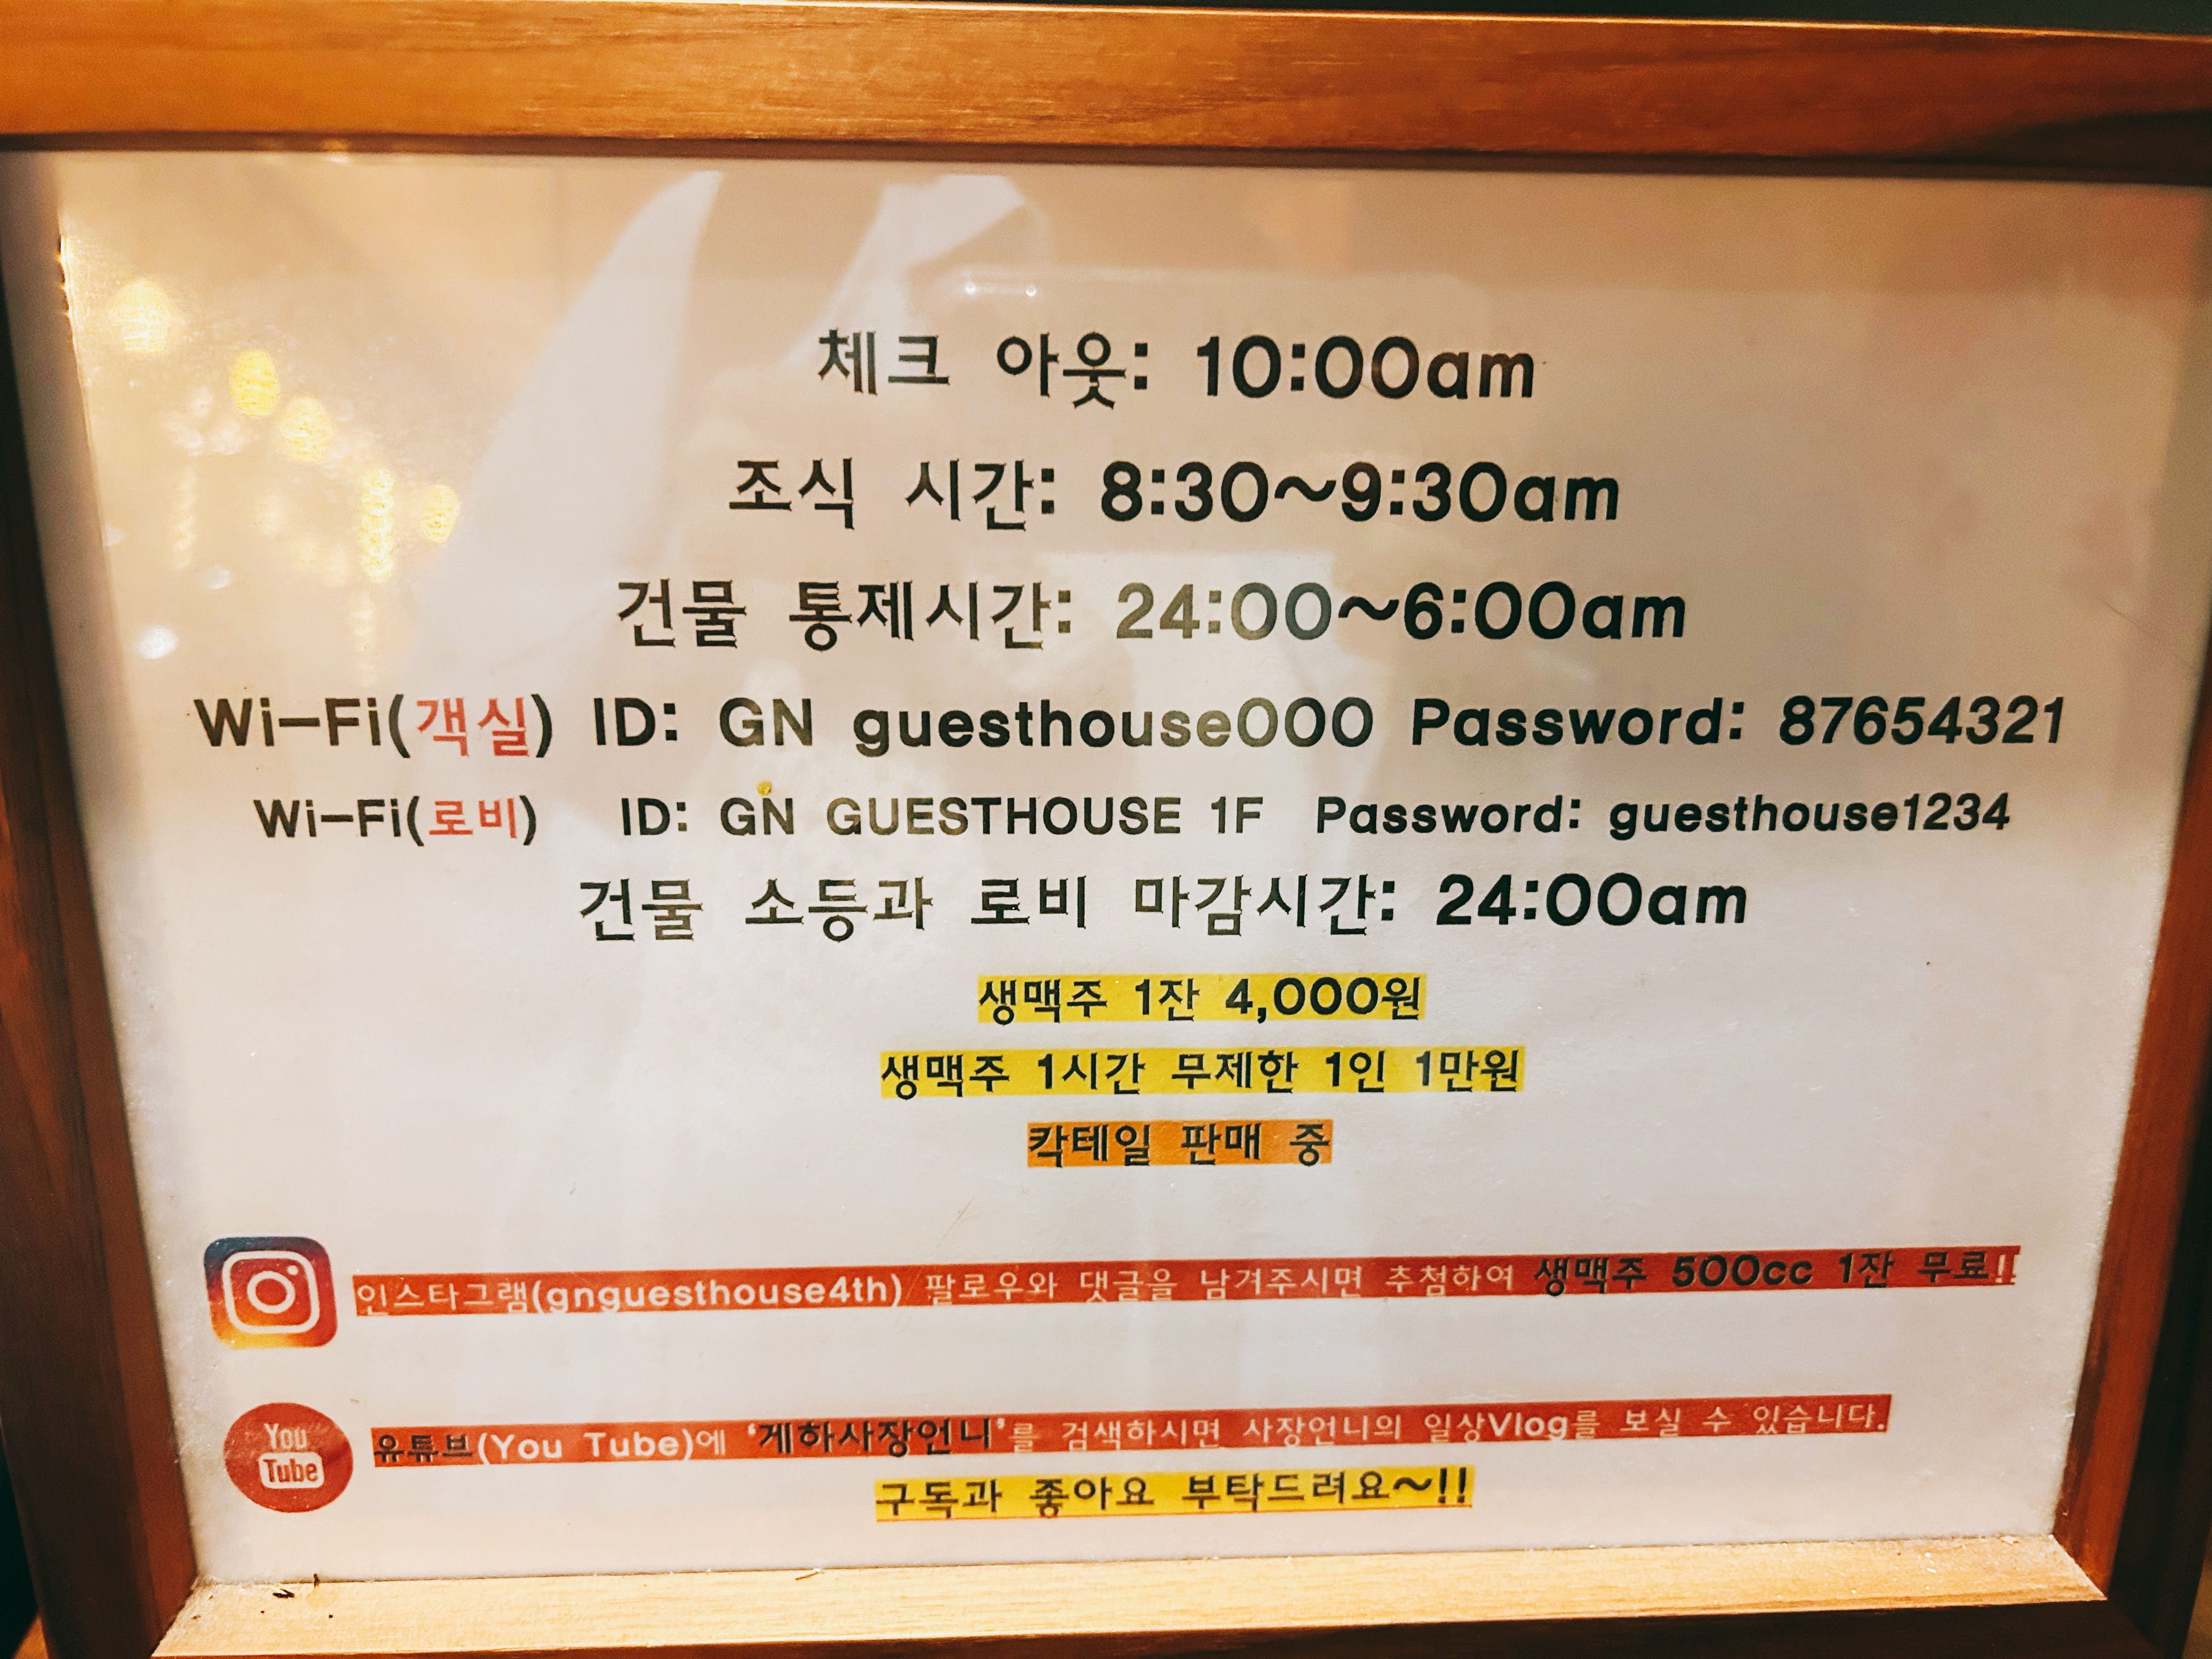 체크 아웃: 10:00am
조식 시간: 8:30~9:30am
건물 통제시간: 24:00~6:00am
Wi-Fi(객실) ID: GN guesthouse000 Password: 87654321
Wi-Fi(로비) ID: GN GUESTHOUSE 1F Password: guesthouse1234
건물 소등과 로비 마감시간: 24:00am
생맥주 1잔 4,000원
생맥주 1시간 무제한 1인 1만원
칵테일 판매 중
인스타그램(gnguesthouse4th) 팔로우와 댓글을 남겨주시면 추첨하여 생맥주 500cc 1잔 무료!!
You
Tube
유튜브(You Tube)에 '게하사장언니'를 검색하시면 사장언니의 일상Vlog를 보실 수 있습니다.
구독과 좋아요 부탁드려요~!!